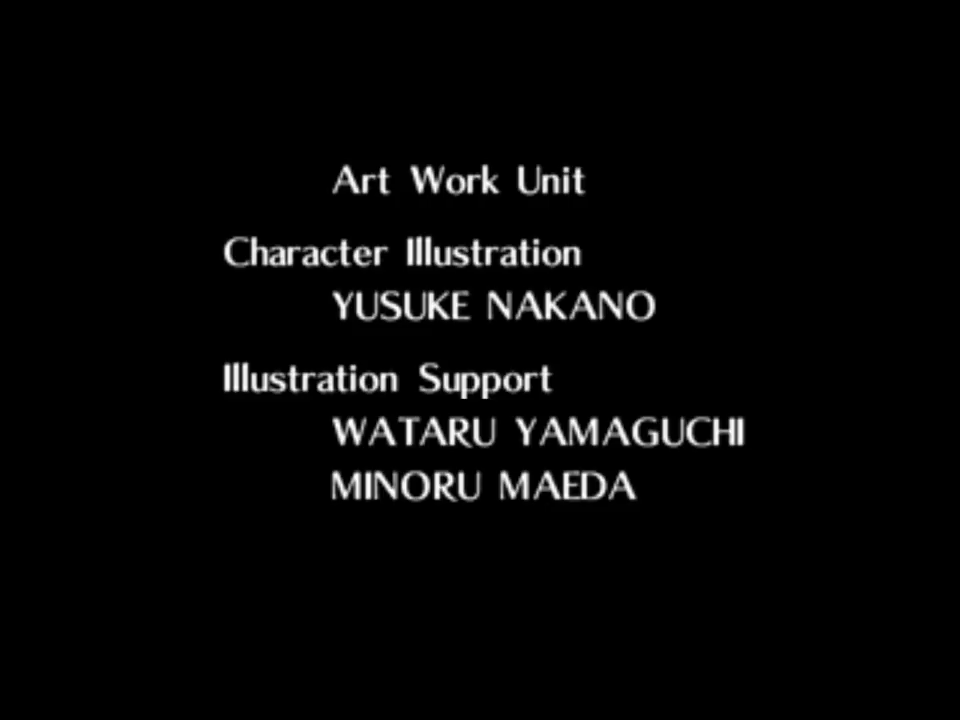 Art Work Unit
Character Illustration
YUSUKE NAKANO
Illustration Support
WATARU YAMAGUCHI
MINORU MAEDA